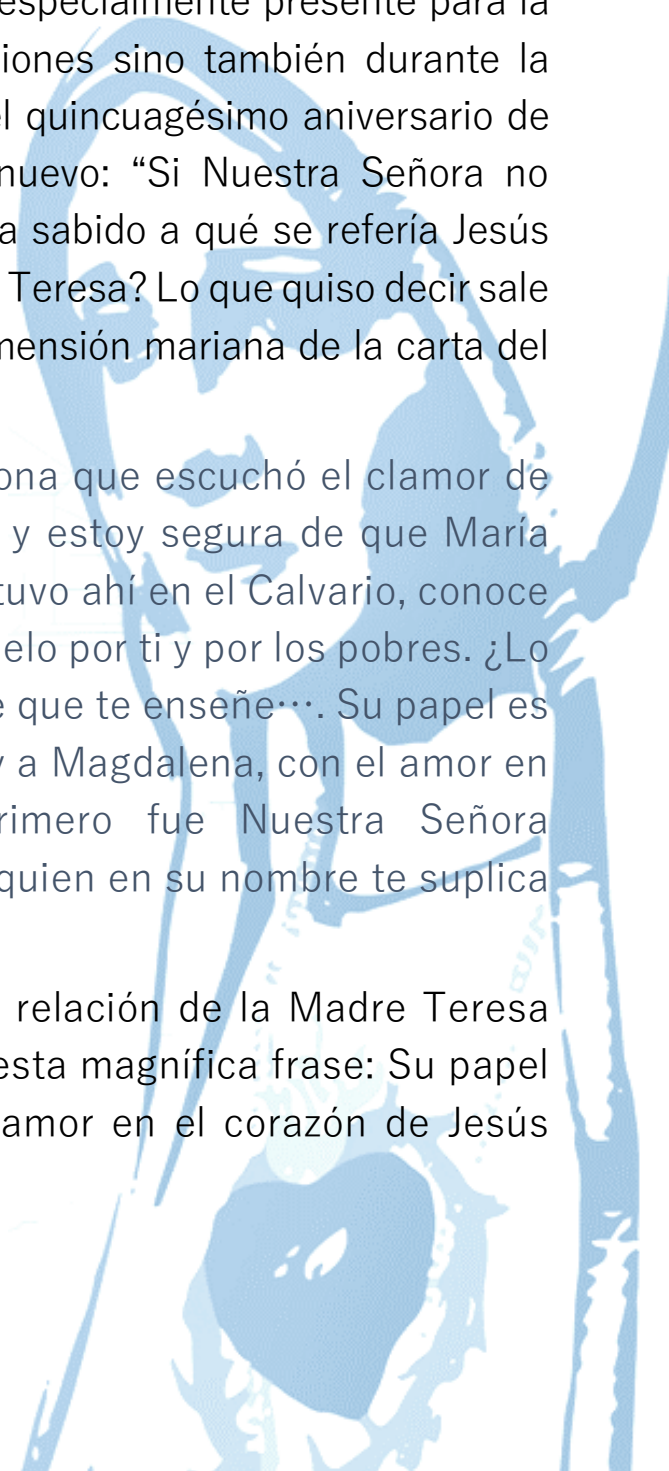 especialmente presente para la
iones sino también durante la
el quincuagésimo aniversario de
nuevo: “Si Nuestra Señora no
a sabido a qué se refería Jesús
Teresa? Lo que quiso decir sale
mensión mariana de la carta del
ona que escuchó el clamor de
y estoy segura de que María
tuvo ahí en el Calvario, conoce
elo por ti y por los pobres. ¿Lo
e que te enseñe…. Su papel es
y a Magdalena, con el amor en
rimero fue Nuestra Señora
quien en su nombre te suplica
relación de la Madre Teresa
esta magnífica frase: Su papel
amor en el corazón de Jesús